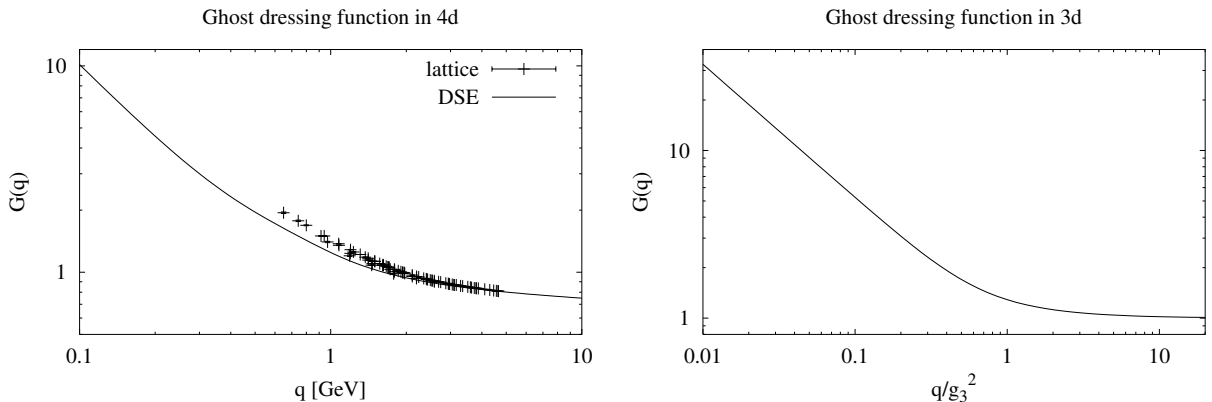 Ghost dressing function in 4d
10
1
G(q)
lattice
DSE
0.1
1
10
q [GeV]
Ghost dressing function in 3d
10
1
G(q)
0.01
0.1
1
10
q/g₃²